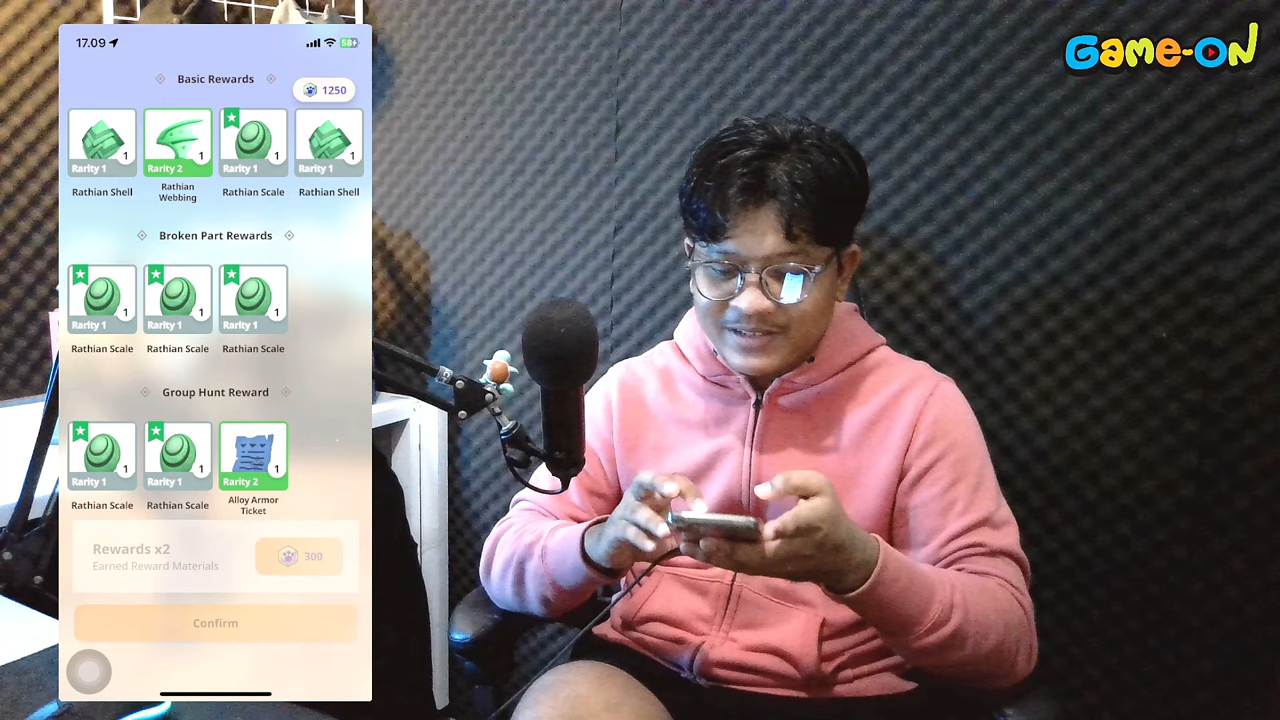 GAME-ON
17.09
58
Basic Rewards
1250
1
1
1
1
Rarity 1
Rarity 2
Rarity 1
Rarity 1
Rathian Shell
Rathian
Webbing
Rathian Scale
Rathian Shell
Broken Part Rewards
1
1
1
Rarity 1
Rarity 1
Rarity 1
Rathian Scale
Rathian Scale
Rathian Scale
Group Hunt Reward
1
1
1
Rarity 1
Rarity 1
Rarity 2
Rathian Scale
Rathian Scale
Alloy Armor
Ticket
Rewards x2
Earned Reward Materials
300
Confirm